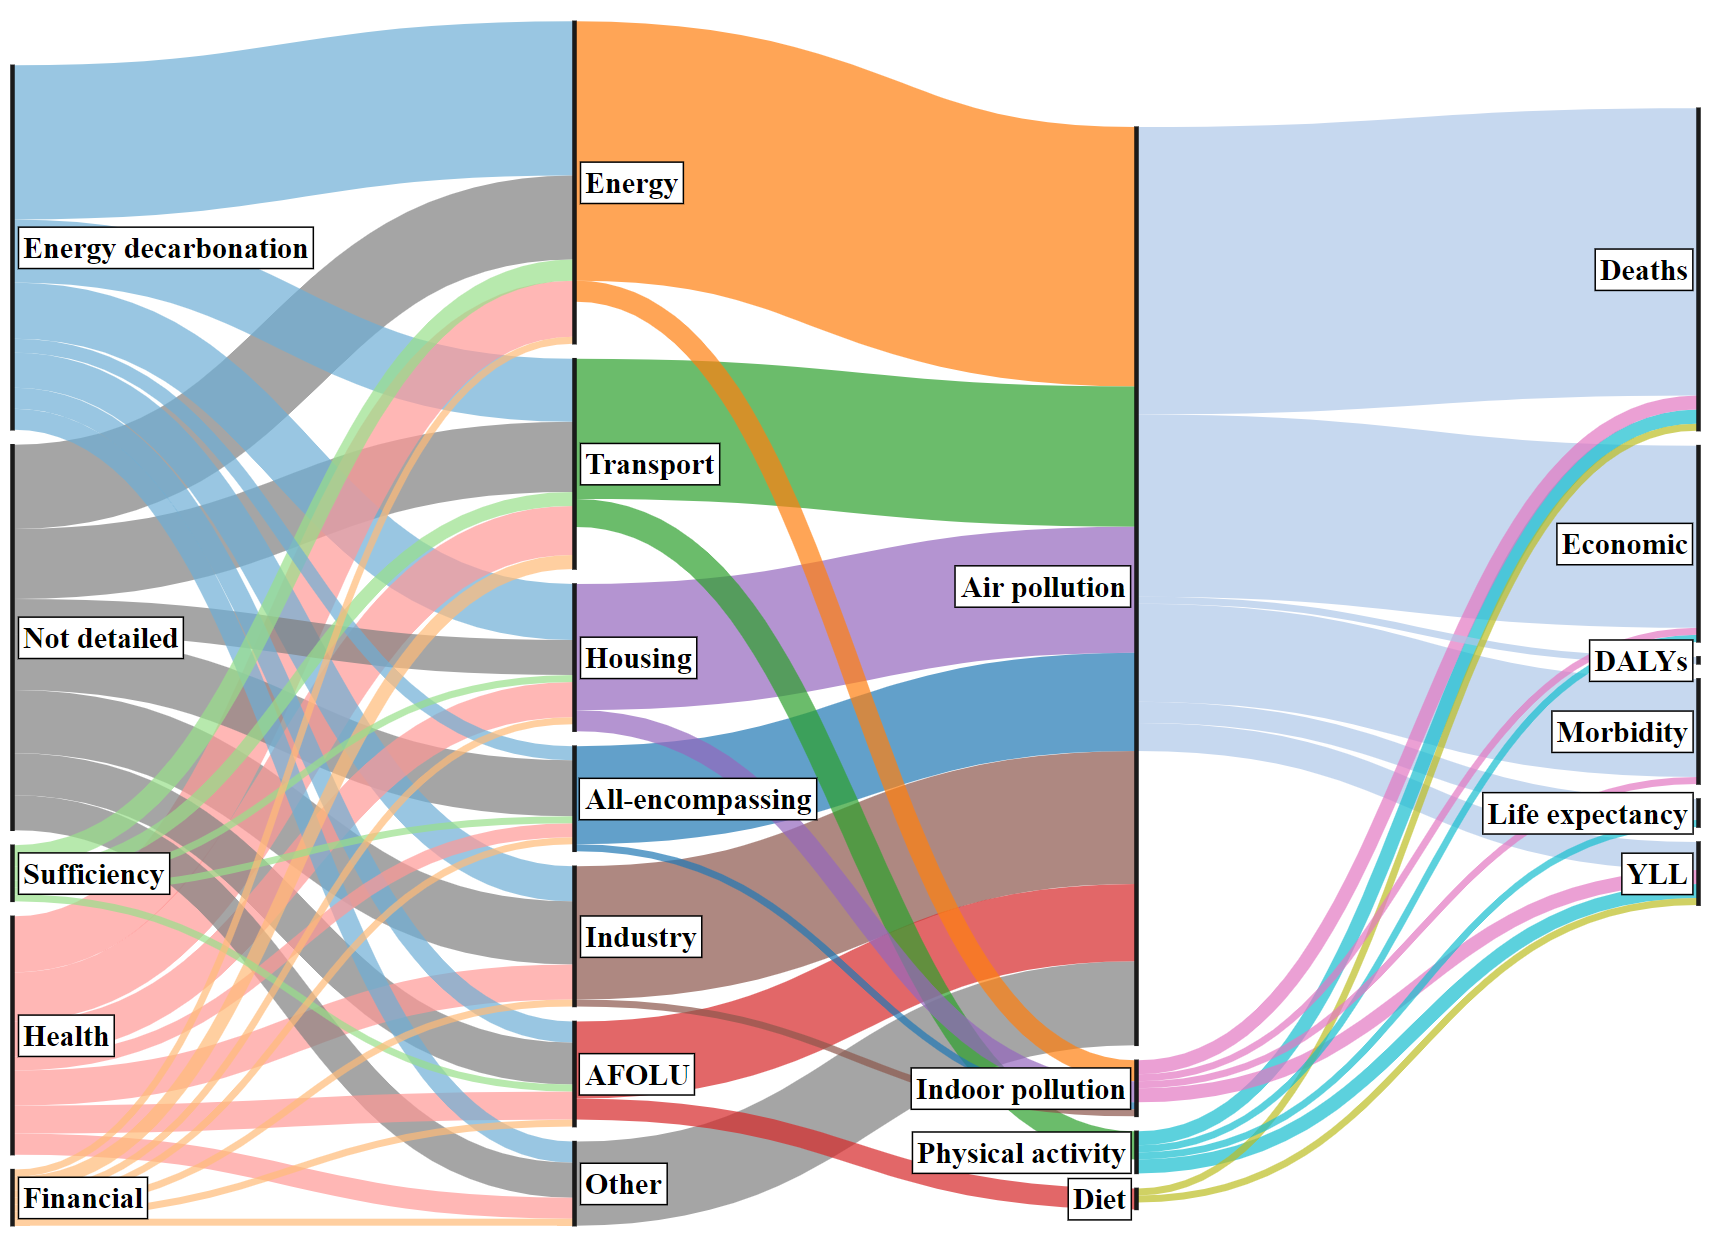 Energy decarbonation
Not detailed
Sufficiency
Health
Financial
Energy
Transport
Housing
All-encompassing
Industry
AFOLU
Other
Air pollution
Indoor pollution
Physical activity
Diet
Deaths
Economic
DALYs
Morbidity
Life expectancy
YLL